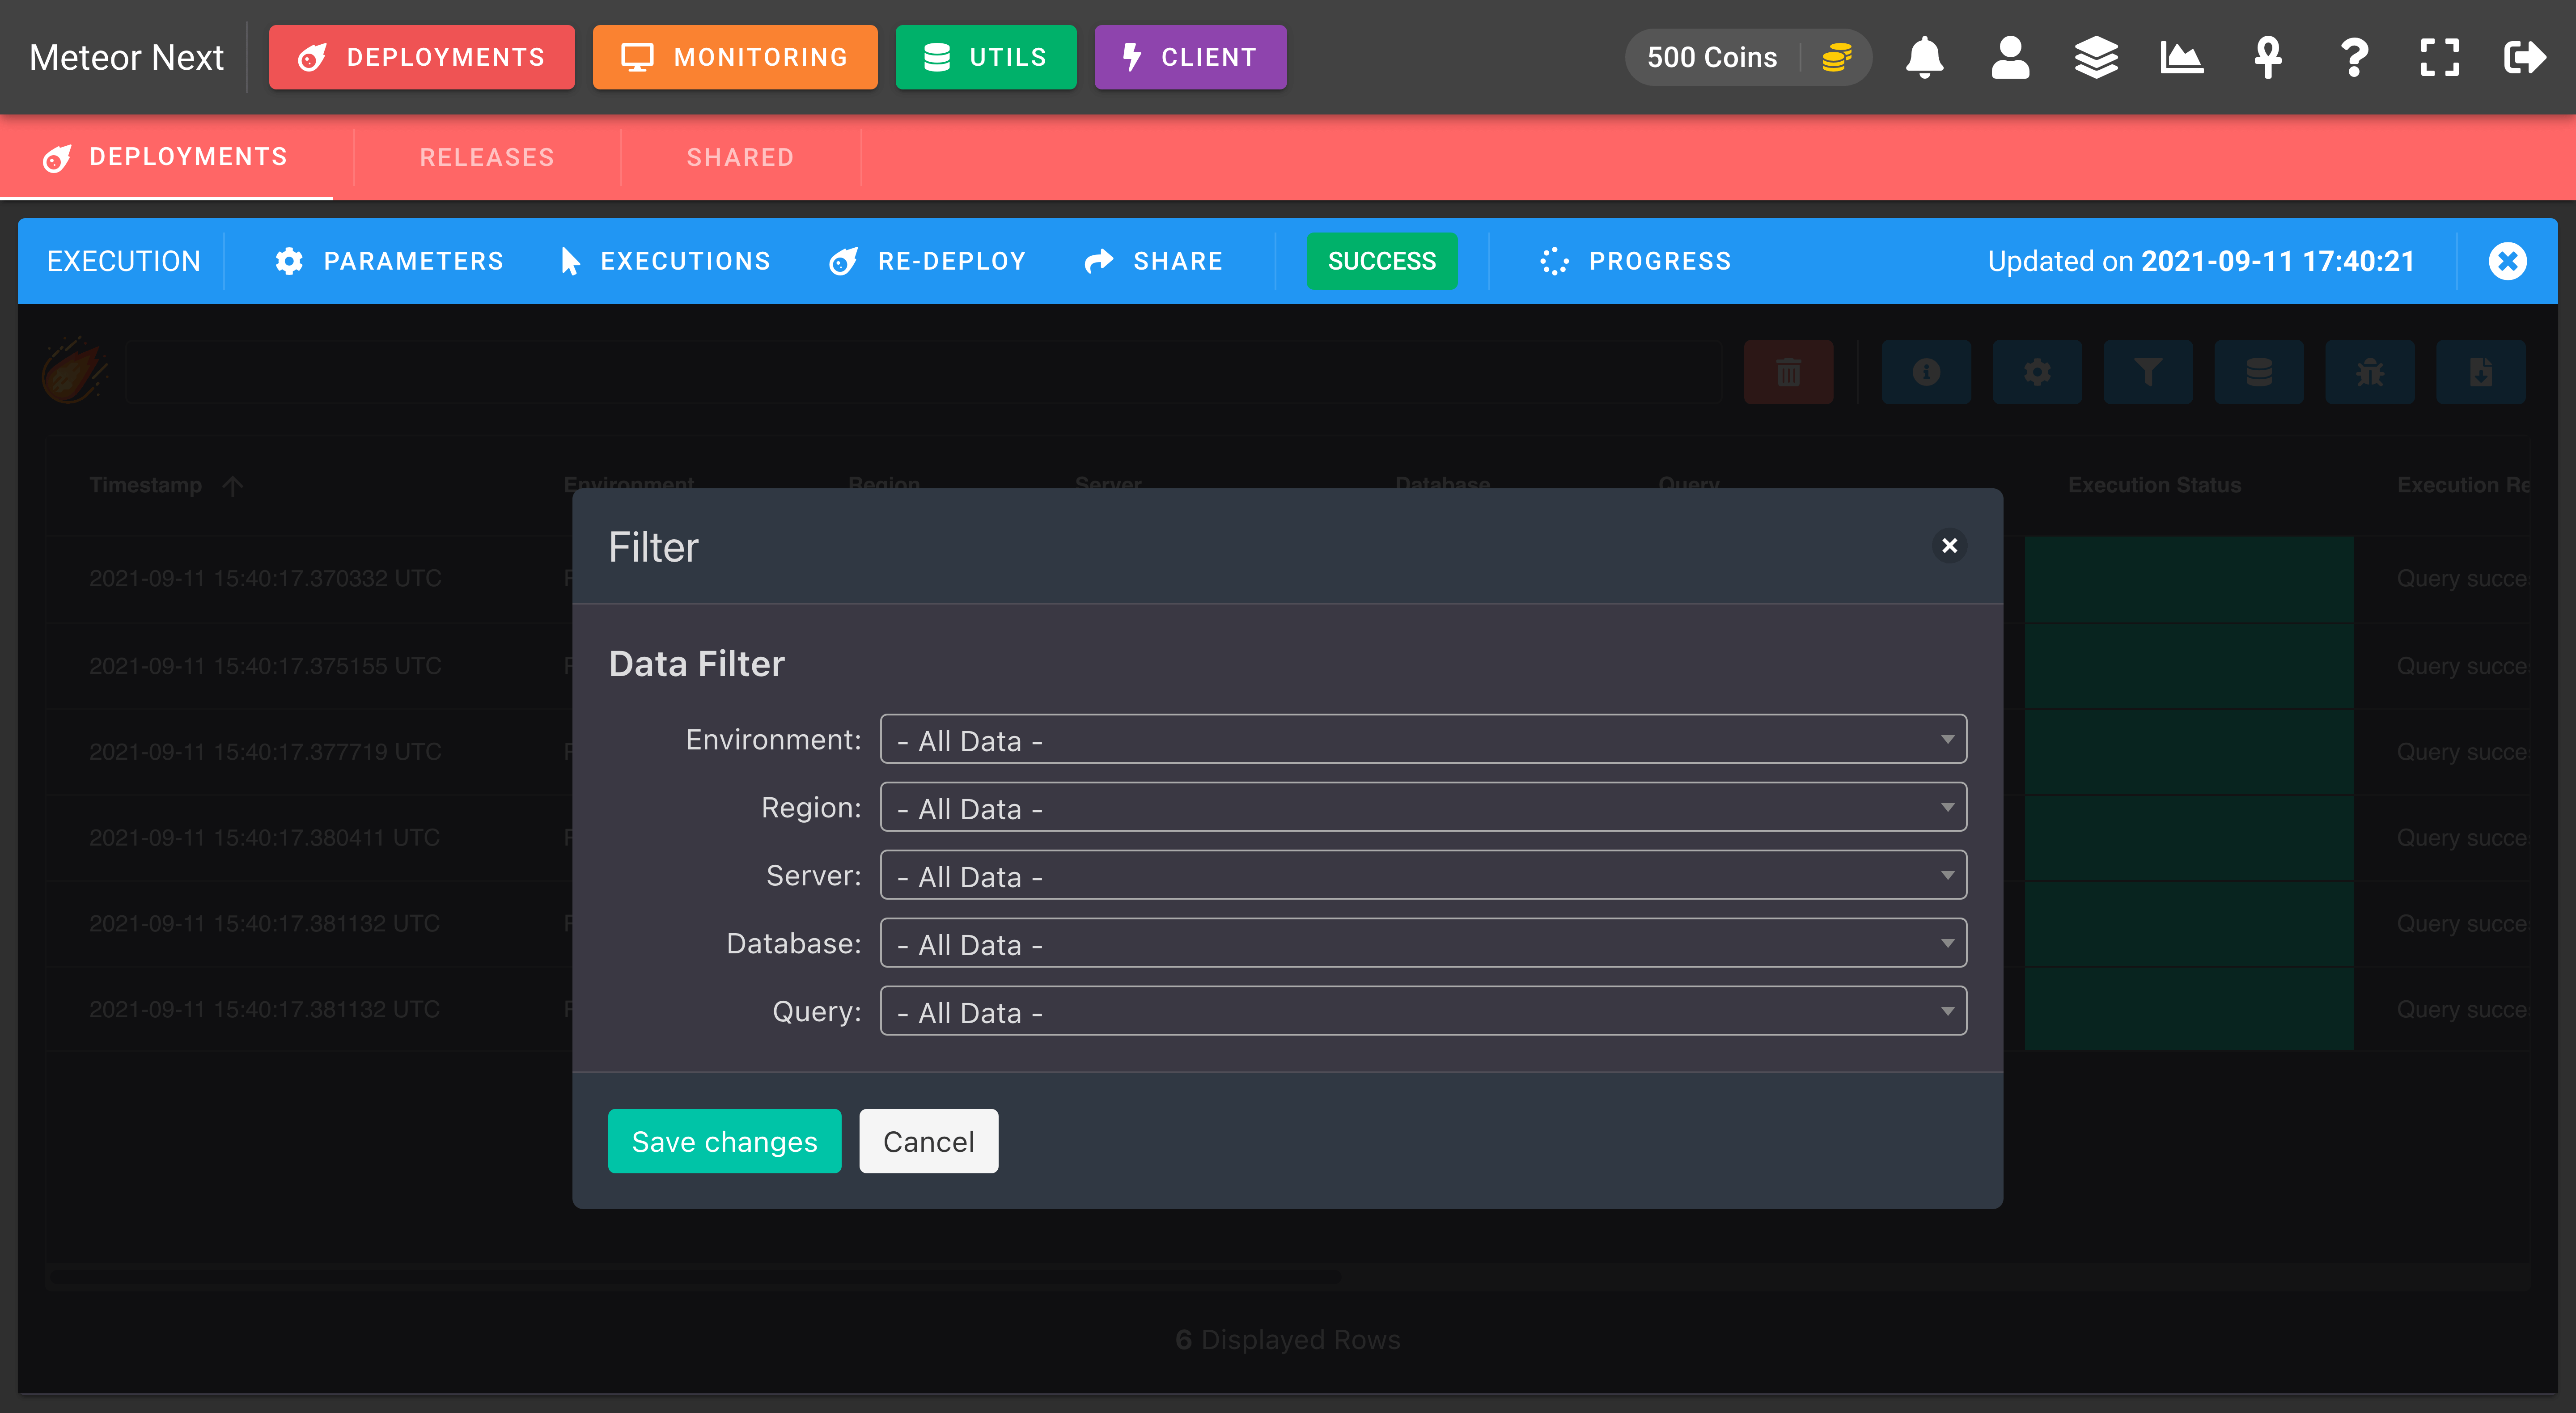 Meteor Next DEPLOYMENTS MONITORING UTILS CLIENT 500 Coins
DEPLOYMENTS RELEASES SHARED
EXECUTION PARAMETERS EXECUTIONS RE-DEPLOY SHARE SUCCESS PROGRESS Updated on 2021-09-11 17:40:21
Timestamp Environment Region Server Database Query Execution Status Execution Re
2021-09-11 15:40:17.370332 UTC Query succe
2021-09-11 15:40:17.375155 UTC Query succe
2021-09-11 15:40:17.377719 UTC Query succe
2021-09-11 15:40:17.380411 UTC Query succe
2021-09-11 15:40:17.381132 UTC Query succe
2021-09-11 15:40:17.381132 UTC Query succe
Filter
Data Filter
Environment: - All Data -
Region: - All Data -
Server: - All Data -
Database: - All Data -
Query: - All Data -
Save changes Cancel
6 Displayed Rows